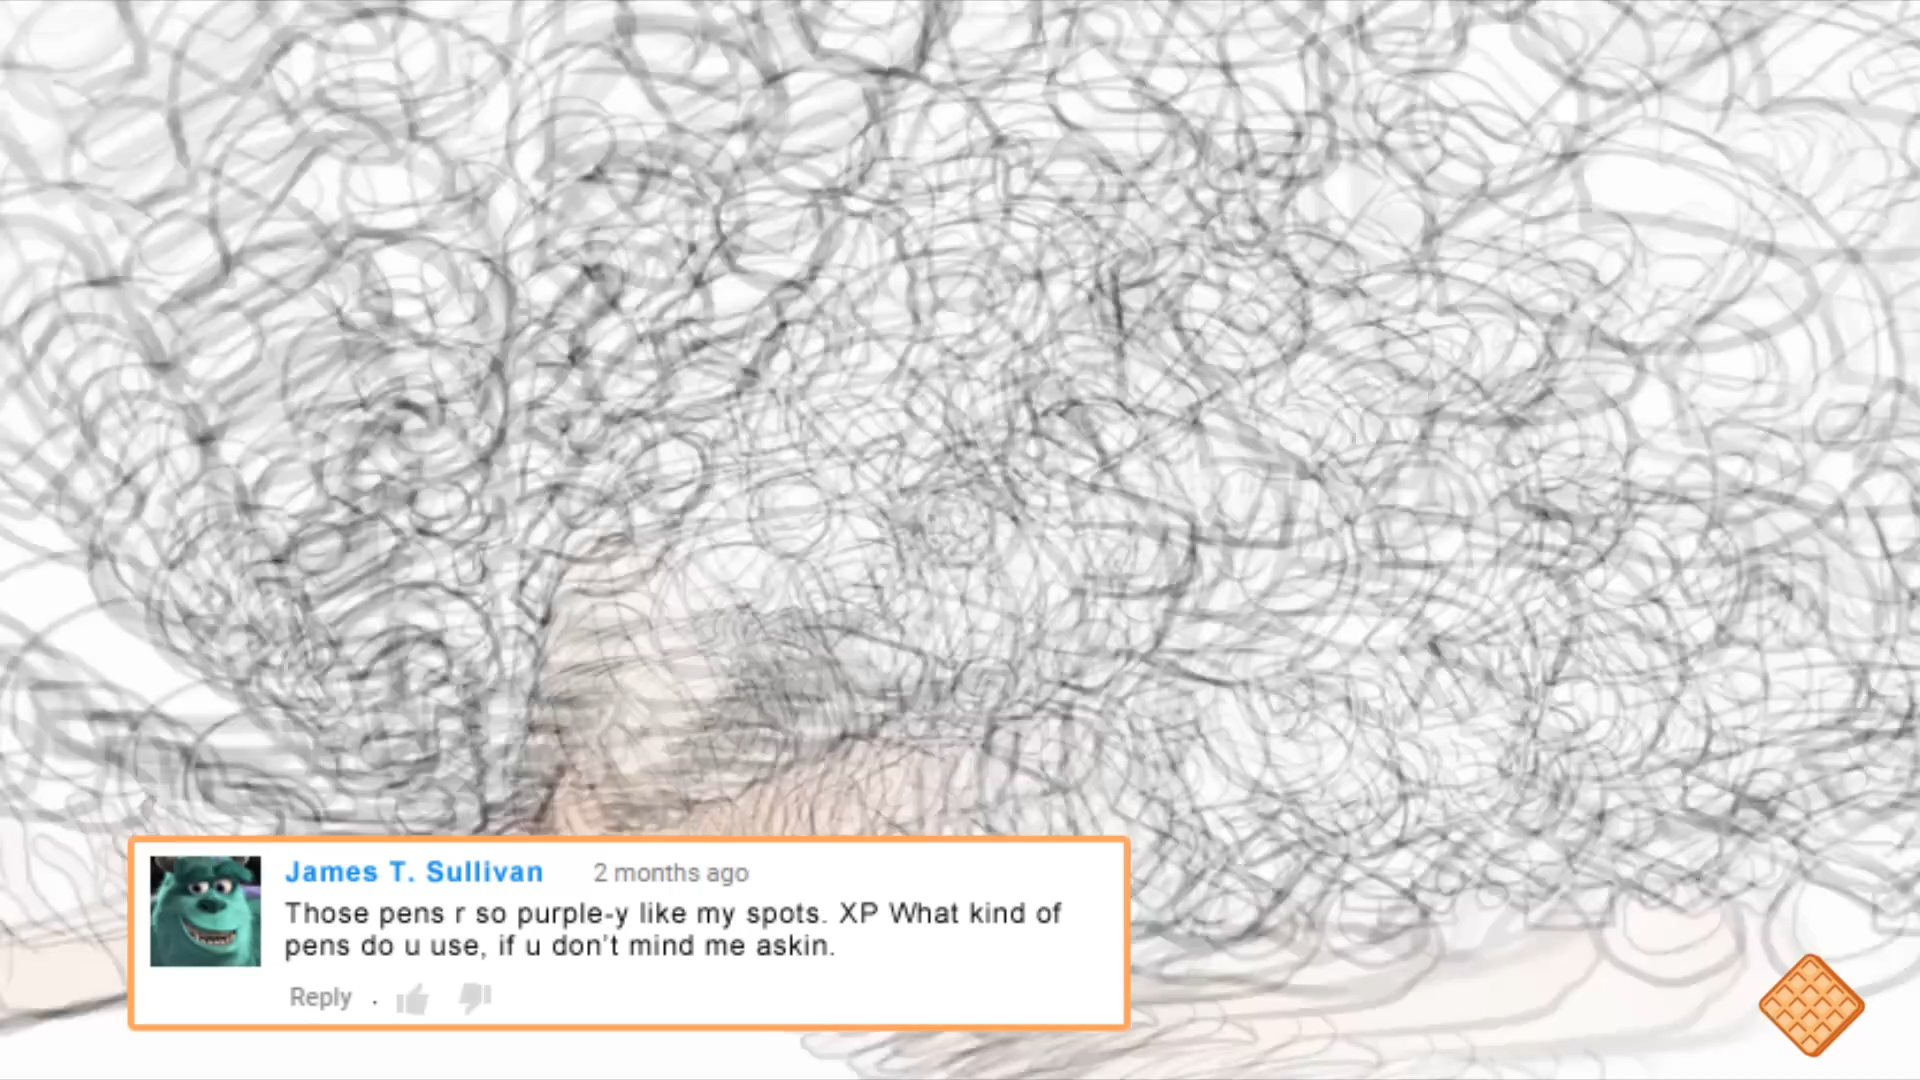 James T. Sullivan 2 months ago
Those pens r so purple-y like my spots. XP What kind of
pens do u use, if u don't mind me askin.
Reply .